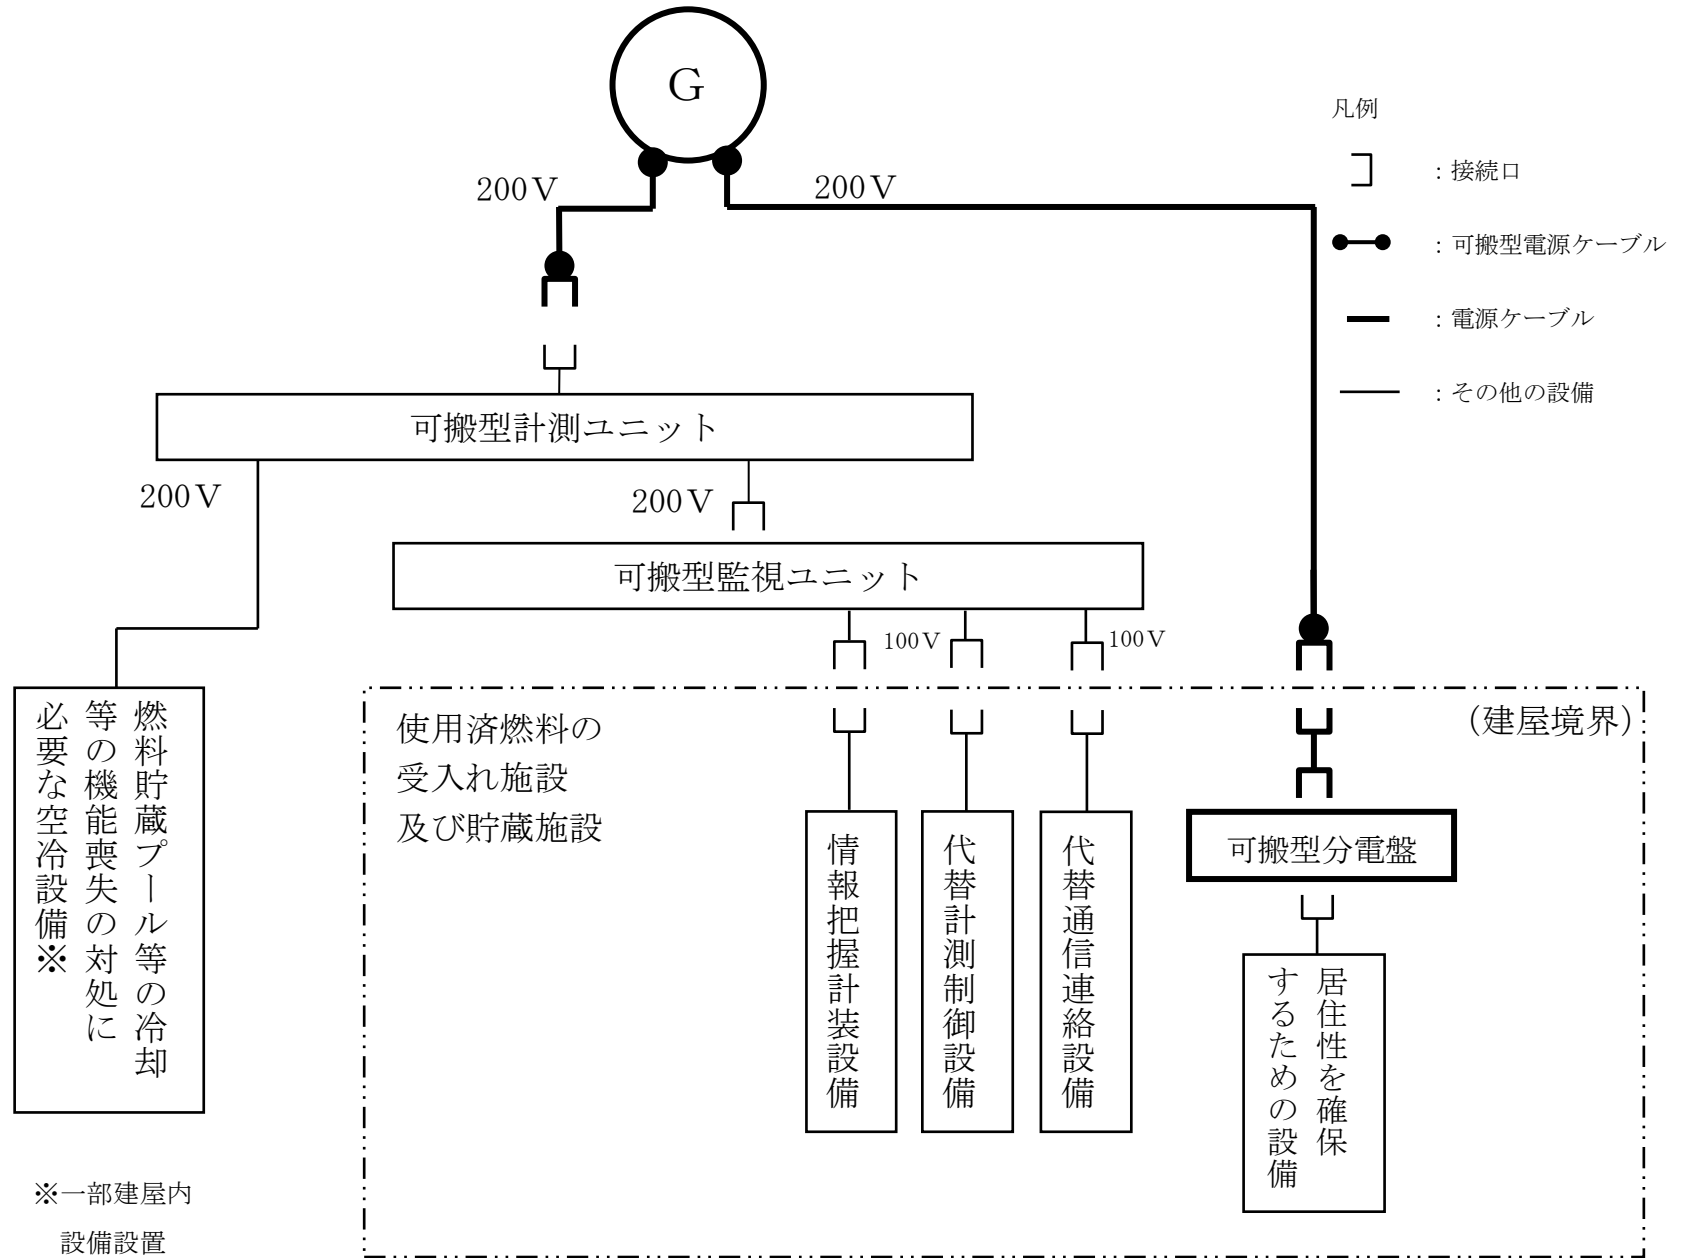 G
200V
200V
凡例
：接続口
：可搬型電源ケーブル
：電源ケーブル
：その他の設備
可搬型計測ユニット
200V
200V
可搬型監視ユニット
100V
100V
燃料貯蔵プール等の冷却
等の機能喪失の対処に
必要な空冷設備※
使用済燃料の
受入れ施設
及び貯蔵施設
（建屋境界）
情報把握計装設備
代替計測制御設備
代替通信連絡設備
可搬型分電盤
居住性を確保
するための設備
※一部建屋内
設備設置